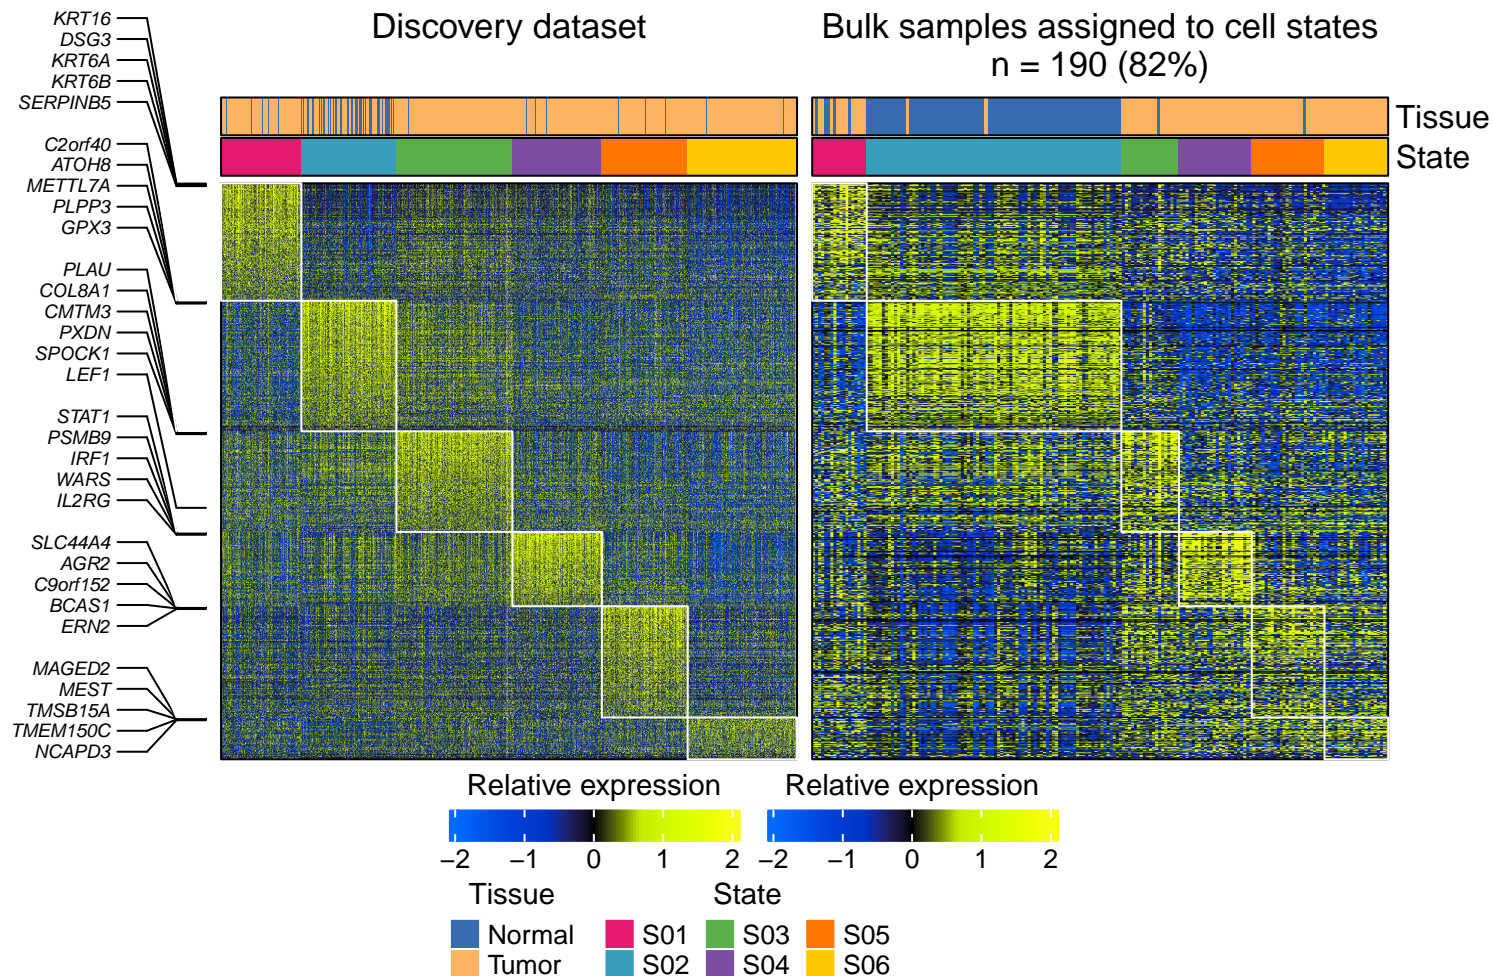 Discovery dataset
Bulk samples assigned to cell states
n = 190 (82%)
Tissue
State
KRT16
DSG3
KRT6A
KRT6B
SERPINB5
C2orf40
ATOH8
METTL7A
PLPP3
GPX3
PLAU
COL8A1
CMTM3
PXDN
SPOCK1
LEF1
STAT1
PSMB9
IRF1
WARS
IL2RG
SLC44A4
AGR2
C9orf152
BCAS1
ERN2
MAGED2
MEST
TMSB15A
TMEM150C
NCAPD3
Relative expression
−2 −1 0 1 2
Relative expression
−2 −1 0 1 2
Tissue
Normal
Tumor
State
S01 S03 S05
S02 S04 S06